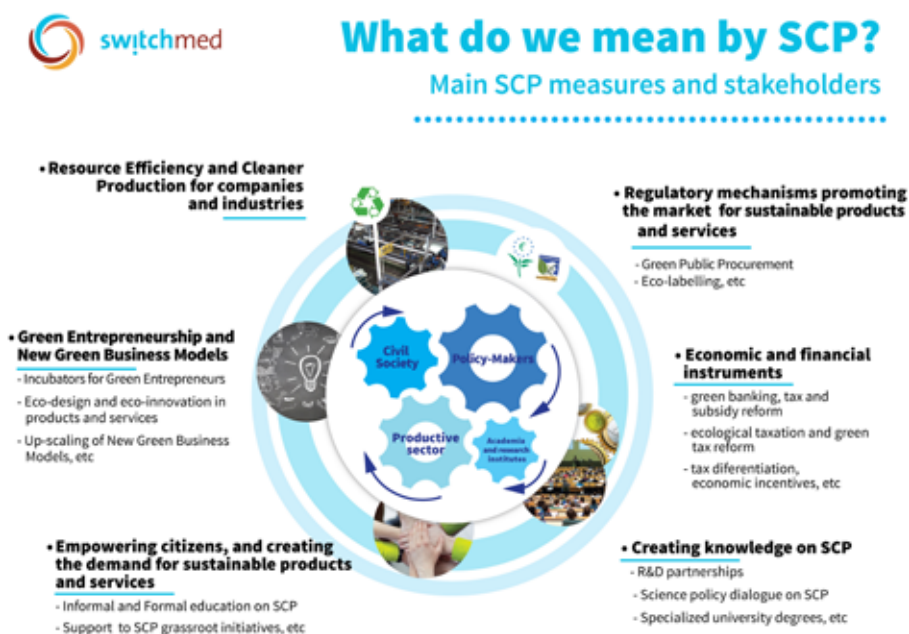 switchmed
What do we mean by SCP?
Main SCP measures and stakeholders
• Resource Efficiency and Cleaner
Production for companies
and industries
• Regulatory mechanisms promoting
the market for sustainable products
and services
- Green Public Procurement
- Eco-labelling, etc
• Green Entrepreneurship and
New Green Business Models
- Incubators for Green Entrepreneurs
- Eco-design and eco-innovation in
products and services
- Up-scaling of New Green Business
Models, etc
Civil
Society
Policy-Makers
Productive
sector
Academia
and research
institutes
• Economic and financial
instruments
- green banking, tax and
subsidy reform
- ecological taxation and green
tax reform
- tax diferentiation,
economic incentives, etc
• Empowering citizens, and creating
the demand for sustainable products
and services
- Informal and Formal education on SCP
- Support to SCP grassroot initiatives, etc
• Creating knowledge on SCP
- R&D partnerships
- Science policy dialogue on SCP
- Specialized university degrees, etc